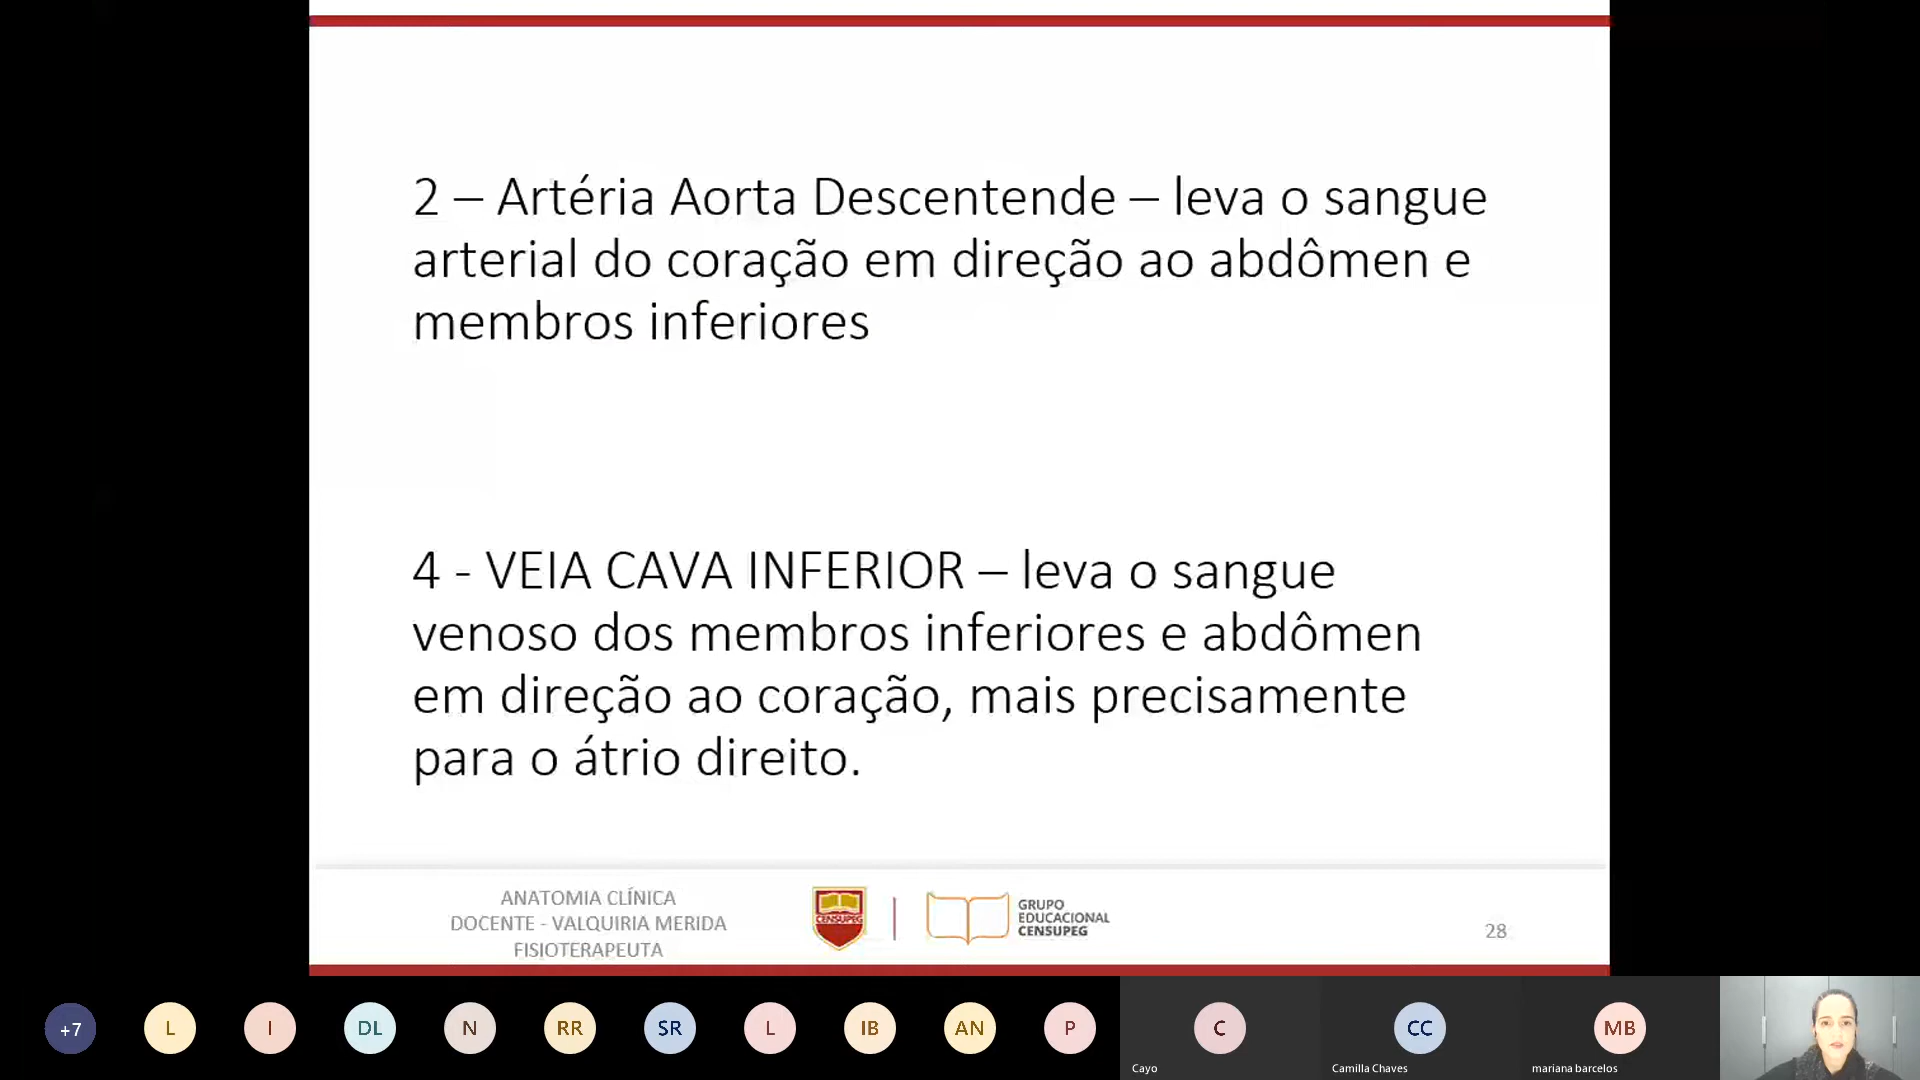 2 – Artéria Aorta Descentende – leva o sangue
arterial do coração em direção ao abdômen e
membros inferiores
4 - VEIA CAVA INFERIOR – leva o sangue
venoso dos membros inferiores e abdômen
em direção ao coração, mais precisamente
para o átrio direito.
ANATOMIA CLÍNICA
DOCENTE - VALQUIRIA MERIDA
FISIOTERAPEUTA
CENSUPEG
GRUPO
EDUCACIONAL
CENSUPEG
28
+7
L
I
DL
N
RR
SR
L
IB
AN
P
C
CC
MB
Cayo
Camilla Chaves
mariana barcelos